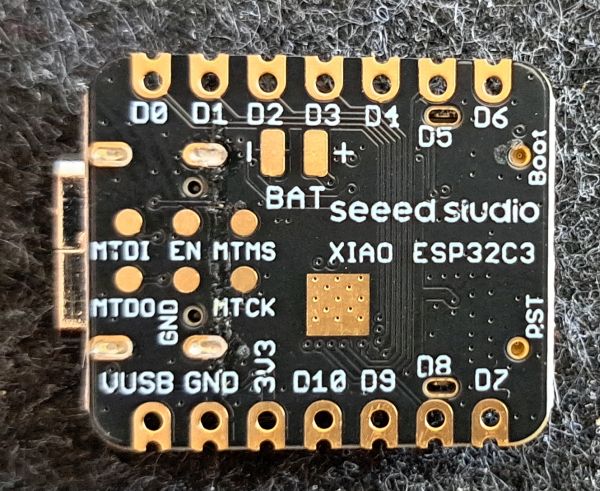 D0 D1 D2 D3 D4 D5 D6
- +
Boot
BAT
seeed studio
MTDI EN MTMS
XIAO ESP32C3
MTDO GND MTCK
RST
VUSB GND 3V3 D10 D9 D8 D7